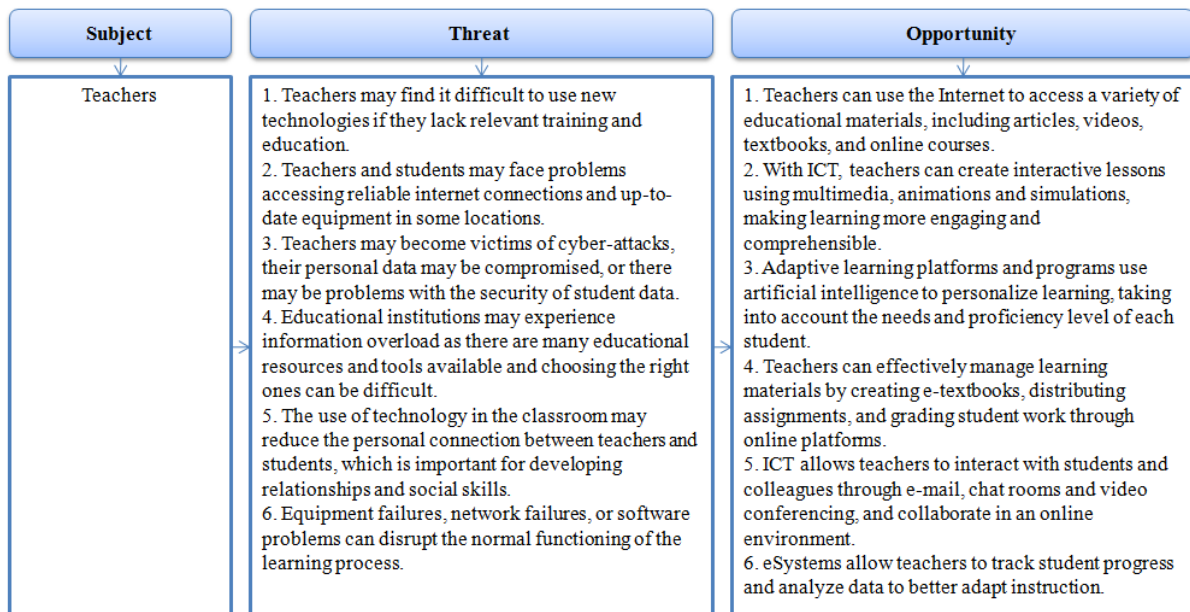 Subject
Threat
Opportunity
Teachers
1. Teachers may find it difficult to use new
technologies if they lack relevant training and
education.
2. Teachers and students may face problems
accessing reliable internet connections and up-to-
date equipment in some locations.
3. Teachers may become victims of cyber-attacks,
their personal data may be compromised, or there
may be problems with the security of student data.
4. Educational institutions may experience
information overload as there are many educational
resources and tools available and choosing the right
ones can be difficult.
5. The use of technology in the classroom may
reduce the personal connection between teachers and
students, which is important for developing
relationships and social skills.
6. Equipment failures, network failures, or software
problems can disrupt the normal functioning of the
learning process.
1. Teachers can use the Internet to access a variety of
educational materials, including articles, videos,
textbooks, and online courses.
2. With ICT, teachers can create interactive lessons
using multimedia, animations and simulations,
making learning more engaging and
comprehensible.
3. Adaptive learning platforms and programs use
artificial intelligence to personalize learning, taking
into account the needs and proficiency level of each
student.
4. Teachers can effectively manage learning
materials by creating e-textbooks, distributing
assignments, and grading student work through
online platforms.
5. ICT allows teachers to interact with students and
colleagues through e-mail, chat rooms and video
conferencing, and collaborate in an online
environment.
6. eSystems allow teachers to track student progress
and analyze data to better adapt instruction.